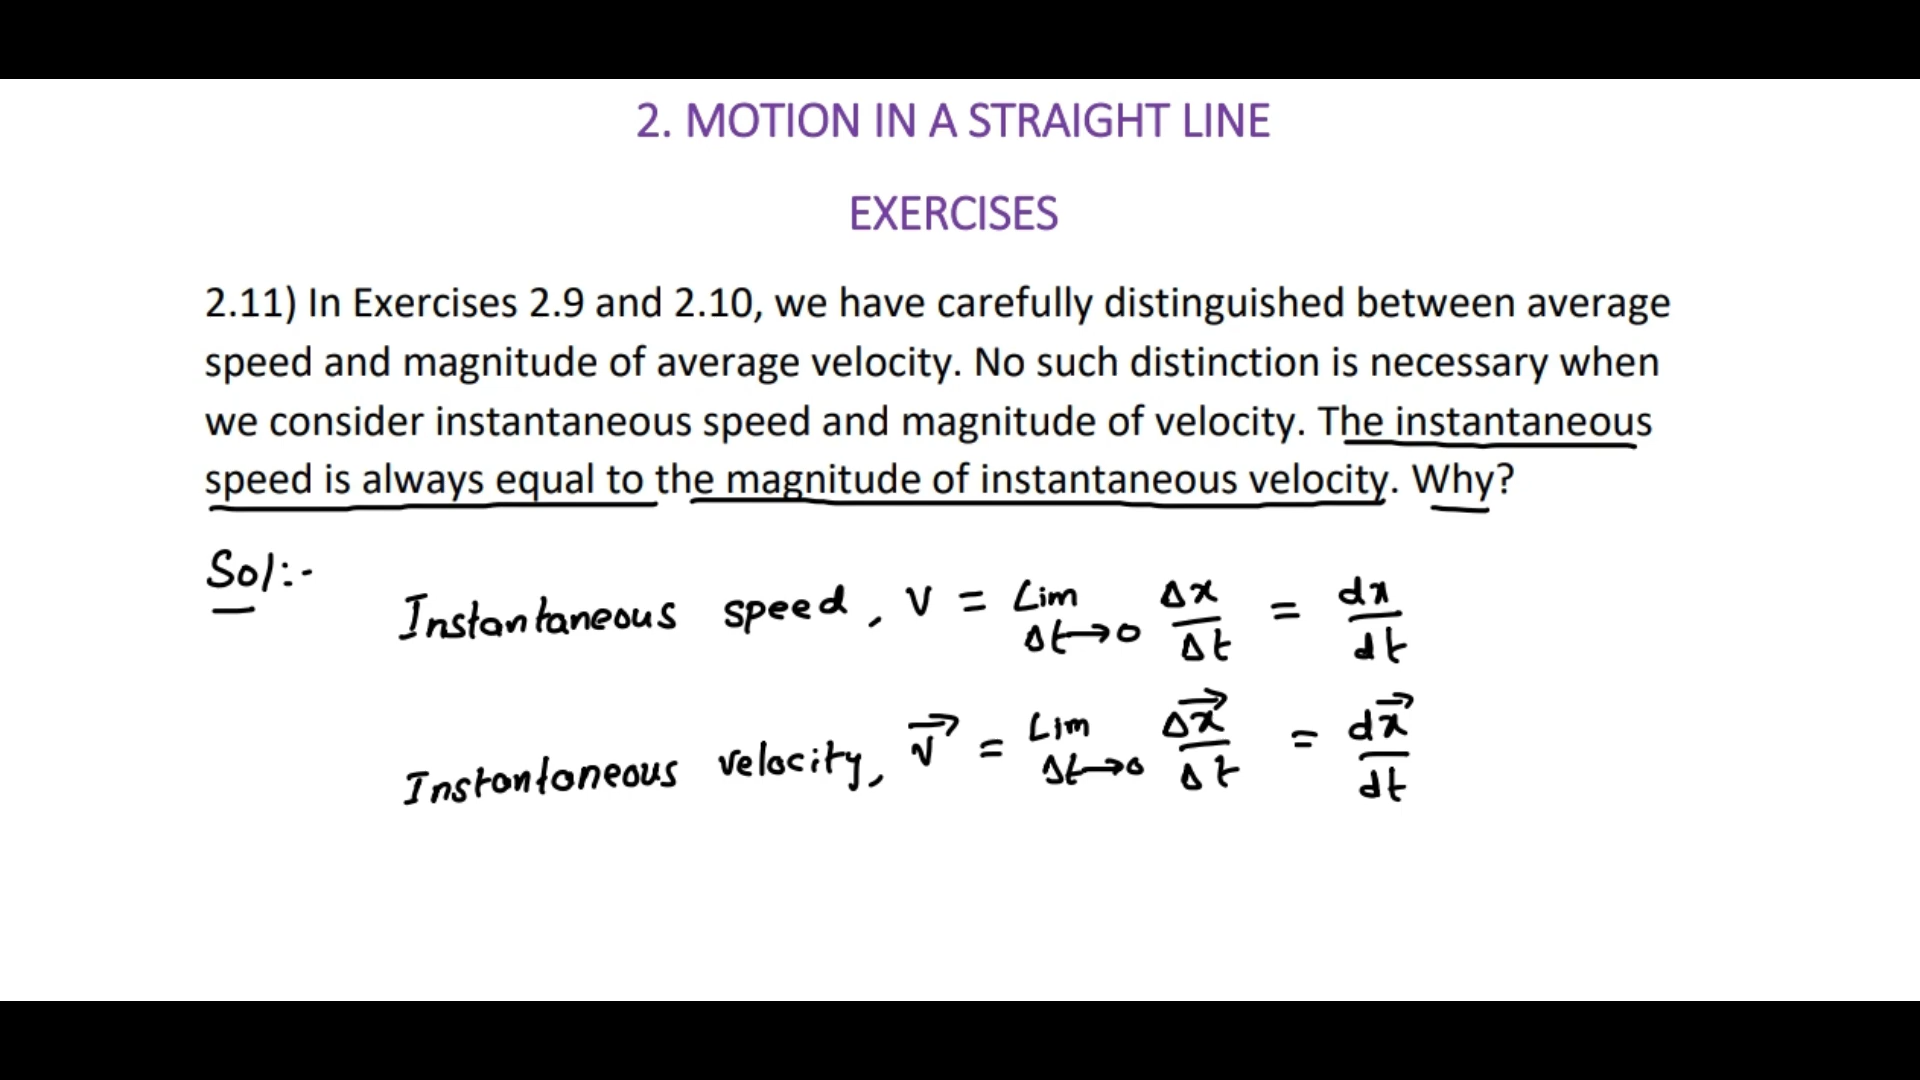 2. MOTION IN A STRAIGHT LINE
EXERCISES
2.11) In Exercises 2.9 and 2.10, we have carefully distinguished between average
speed and magnitude of average velocity. No such distinction is necessary when
we consider instantaneous speed and magnitude of velocity. The instantaneous
speed is always equal to the magnitude of instantaneous velocity. Why?
Sol:-
Instantaneous speed, v = Lim Δt→0 Δx/Δt = dx/dt
Instantaneous velocity, v⃗ = Lim Δt→0 Δx⃗/Δt = dx⃗/dt